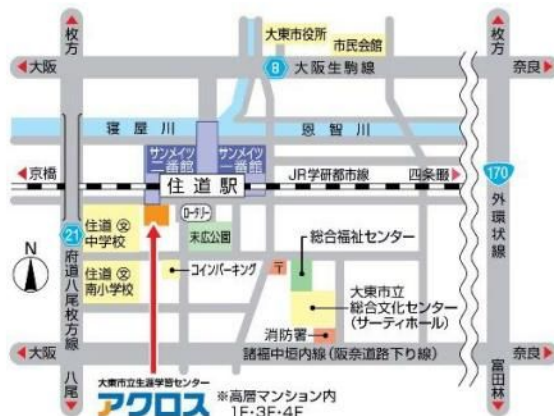 枚方
枚方
大東市役所
市民会館
大阪
8
大阪生駒線
奈良
寝屋川
恩智川
サンメイツ
二番館
サンメイツ
一番館
京橋
住道駅
JR学研都市線
四条畷
170
ロータリー
住道
中学校
文
末広公園
総合福祉センター
外環状線
21
N
住道
南小学校
文
コインパーキング
〒
大東市立
総合文化センター
(サーティホール)
府道八尾枚方線
消防署
大阪
諸福中垣内線(阪奈道路下り線)
奈良
八尾
大東市立生涯学習センター
アクロス
※高層マンション内
1F・3F・4F
富田林